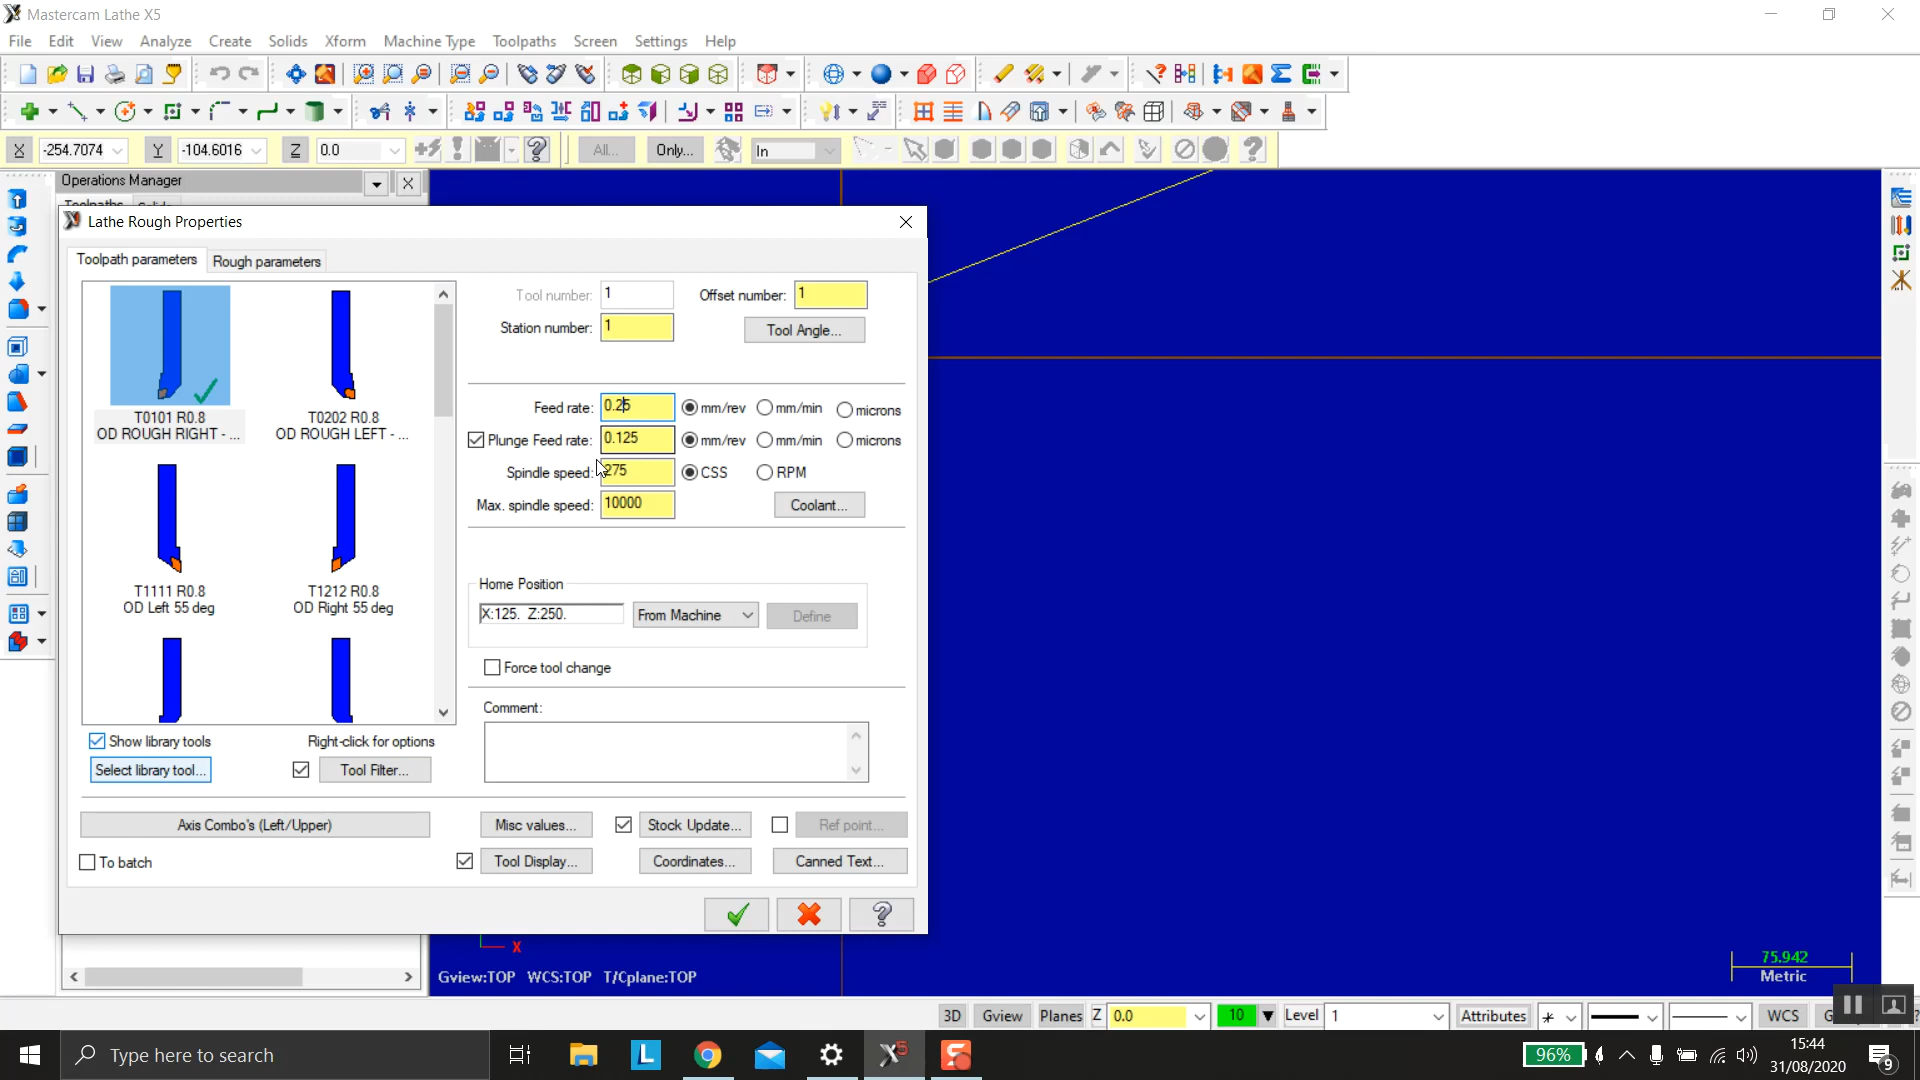 Mastercam Lathe X5
File Edit View Analyze Create Solids Xform Machine Type Toolpaths Screen Settings Help
X -254.7074 Y -104.6016 Z 0.0 All... Only... In
Operations Manager
Lathe Rough Properties
Toolpath parameters Rough parameters
Tool number: 1 Offset number: 1
Station number: 1 Tool Angle...
Feed rate: 0.25 mm/rev mm/min microns
Plunge Feed rate: 0.125 mm/rev mm/min microns
Spindle speed: 275 CSS RPM
Max. spindle speed: 10000 Coolant...
T0101 R0.8 T0202 R0.8
OD ROUGH RIGHT - ... OD ROUGH LEFT - ...
T1111 R0.8 T1212 R0.8
OD Left 55 deg OD Right 55 deg
Home Position
X:125. Z:250. From Machine Define
Force tool change
Comment:
Show library tools Right-click for options
Select library tool... Tool Filter...
Axis Combo's (Left/Upper) Misc values... Stock Update... Ref point...
To batch Tool Display... Coordinates... Canned Text...
X
Gview:TOP WCS:TOP T/Cplane:TOP
75.942
Metric
3D Gview Planes Z 0.0 10 Level 1 Attributes WCS
Type here to search
L
X5
96%
15:44
31/08/2020
9